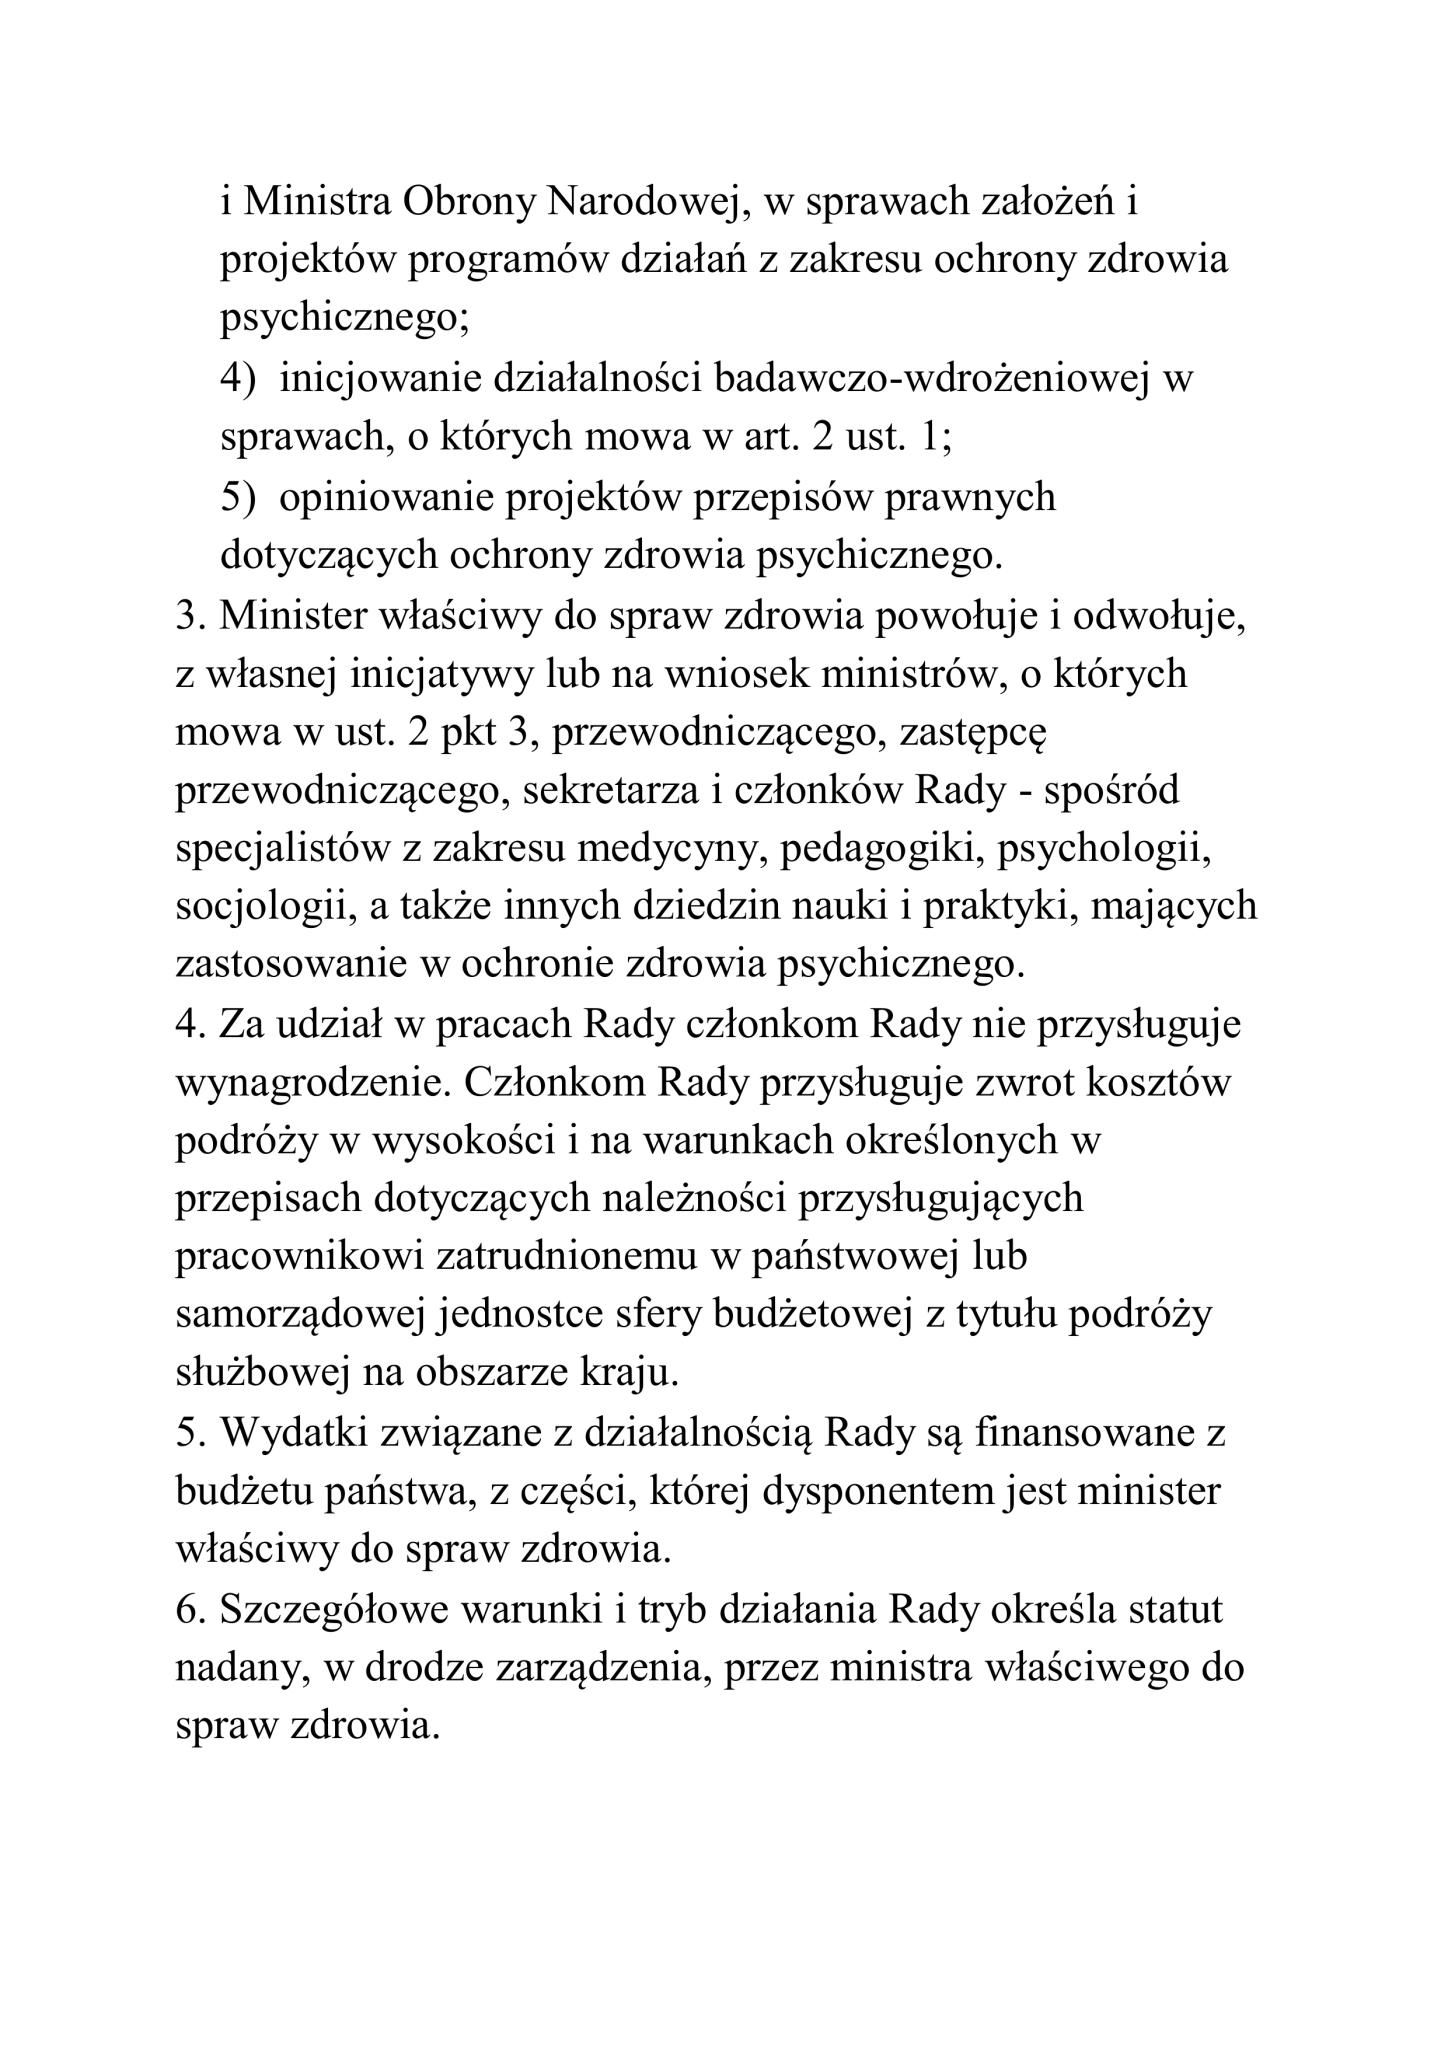 i Ministra Obrony Narodowej, w sprawach założeń i
projektów programów działań z zakresu ochrony zdrowia
psychicznego;
4)  inicjowanie działalności badawczo-wdrożeniowej w
sprawach, o których mowa w art. 2 ust. 1;
5)  opiniowanie projektów przepisów prawnych
dotyczących ochrony zdrowia psychicznego.
3. Minister właściwy do spraw zdrowia powołuje i odwołuje,
z własnej inicjatywy lub na wniosek ministrów, o których
mowa w ust. 2 pkt 3, przewodniczącego, zastępcę
przewodniczącego, sekretarza i członków Rady - spośród
specjalistów z zakresu medycyny, pedagogiki, psychologii,
socjologii, a także innych dziedzin nauki i praktyki, mających
zastosowanie w ochronie zdrowia psychicznego.
4. Za udział w pracach Rady członkom Rady nie przysługuje
wynagrodzenie. Członkom Rady przysługuje zwrot kosztów
podróży w wysokości i na warunkach określonych w
przepisach dotyczących należności przysługujących
pracownikowi zatrudnionemu w państwowej lub
samorządowej jednostce sfery budżetowej z tytułu podróży
służbowej na obszarze kraju.
5. Wydatki związane z działalnością Rady są finansowane z
budżetu państwa, z części, której dysponentem jest minister
właściwy do spraw zdrowia.
6. Szczegółowe warunki i tryb działania Rady określa statut
nadany, w drodze zarządzenia, przez ministra właściwego do
spraw zdrowia.